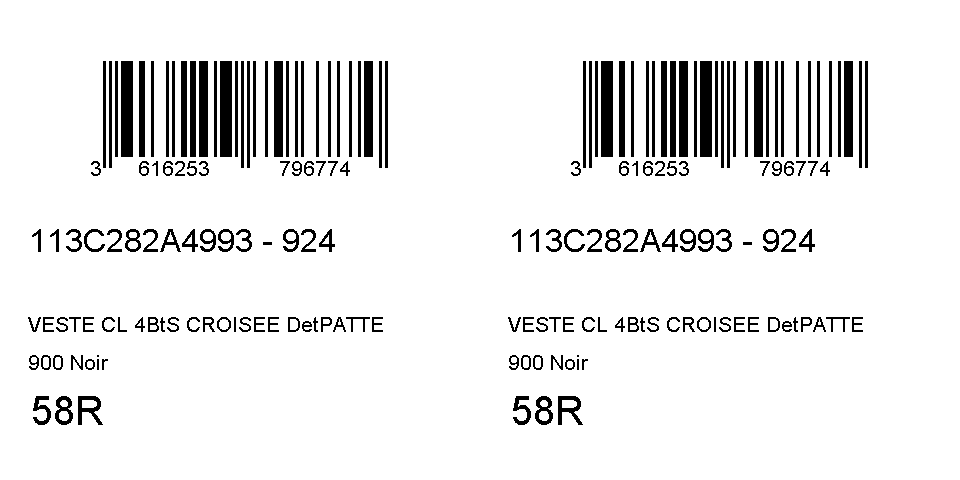 3 616253 796774
113C282A4993 - 924
VESTE CL 4BtS CROISEE DetPATTE
900 Noir
58R
3 616253 796774
113C282A4993 - 924
VESTE CL 4BtS CROISEE DetPATTE
900 Noir
58R